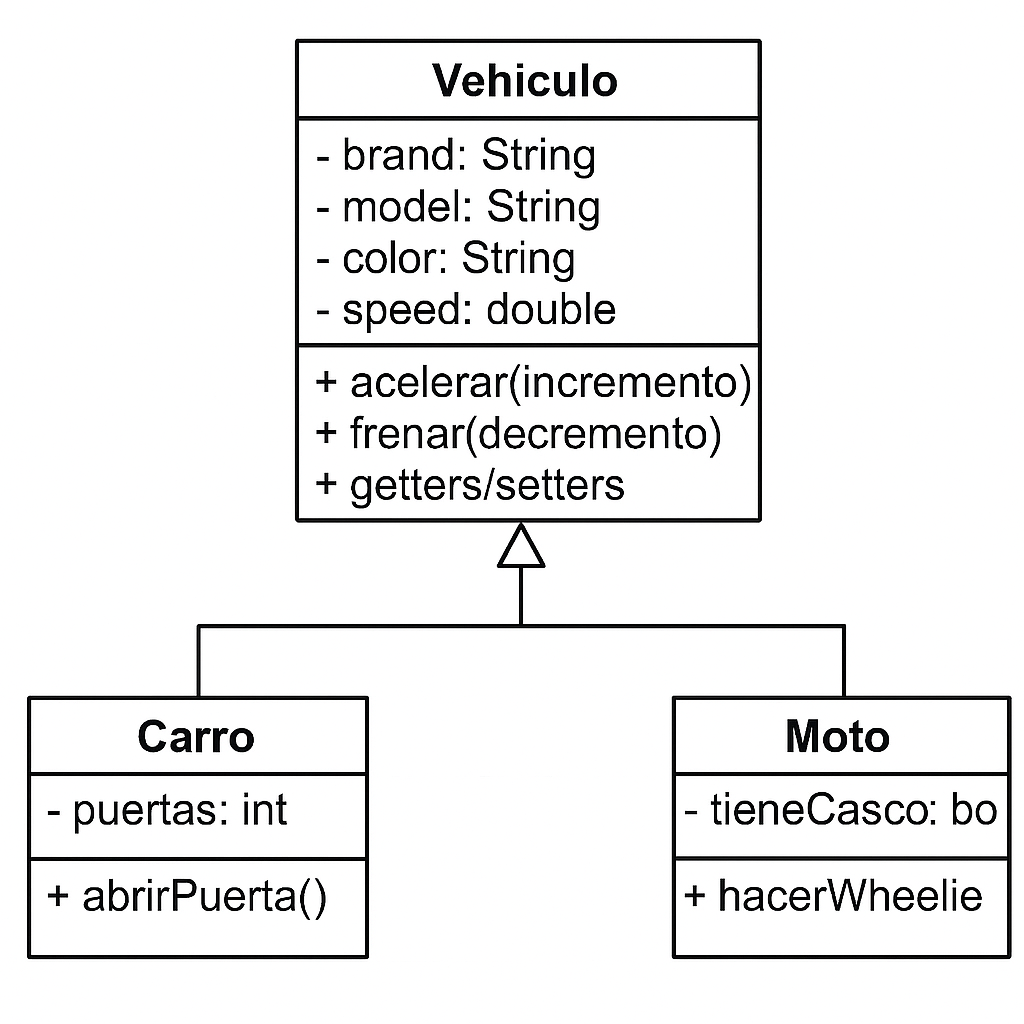 Vehiculo
- brand: String
- model: String
- color: String
- speed: double
+ acelerar(incremento)
+ frenar(decremento)
+ getters/setters
Carro
- puertas: int
+ abrirPuerta()
Moto
- tieneCasco: bo
+ hacerWheelie